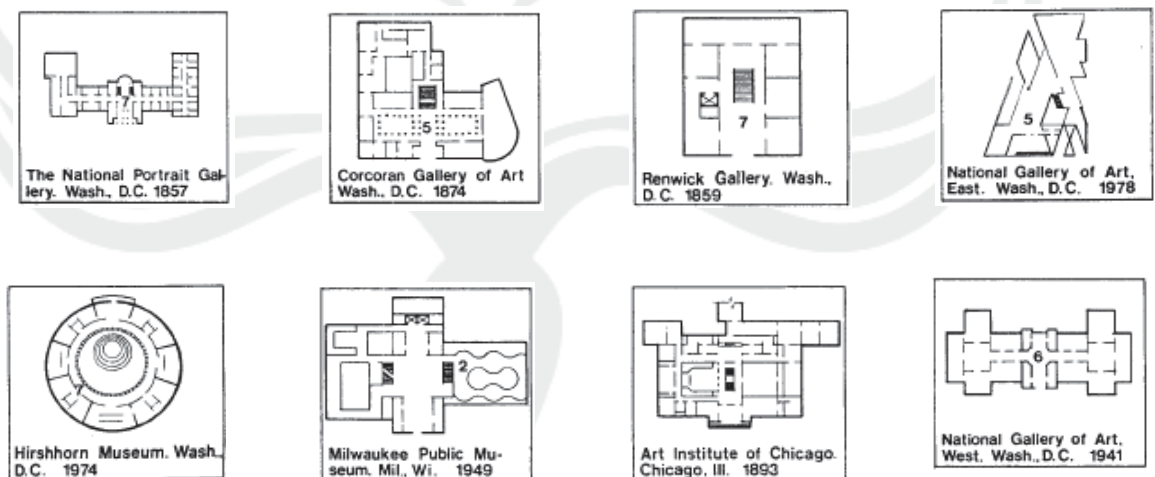 7
The National Portrait Gal-
lery. Wash., D.C. 1857
5
Corcoran Gallery of Art
Wash., D.C. 1874
7
Renwick Gallery. Wash.,
D.C. 1859
5
National Gallery of Art,
East. Wash., D.C. 1978
Hirshhorn Museum. Wash.,
D.C. 1974
2
Milwaukee Public Mu-
seum. Mil., Wi. 1949
Art Institute of Chicago.
Chicago, Ill. 1893
6
National Gallery of Art,
West. Wash., D.C. 1941